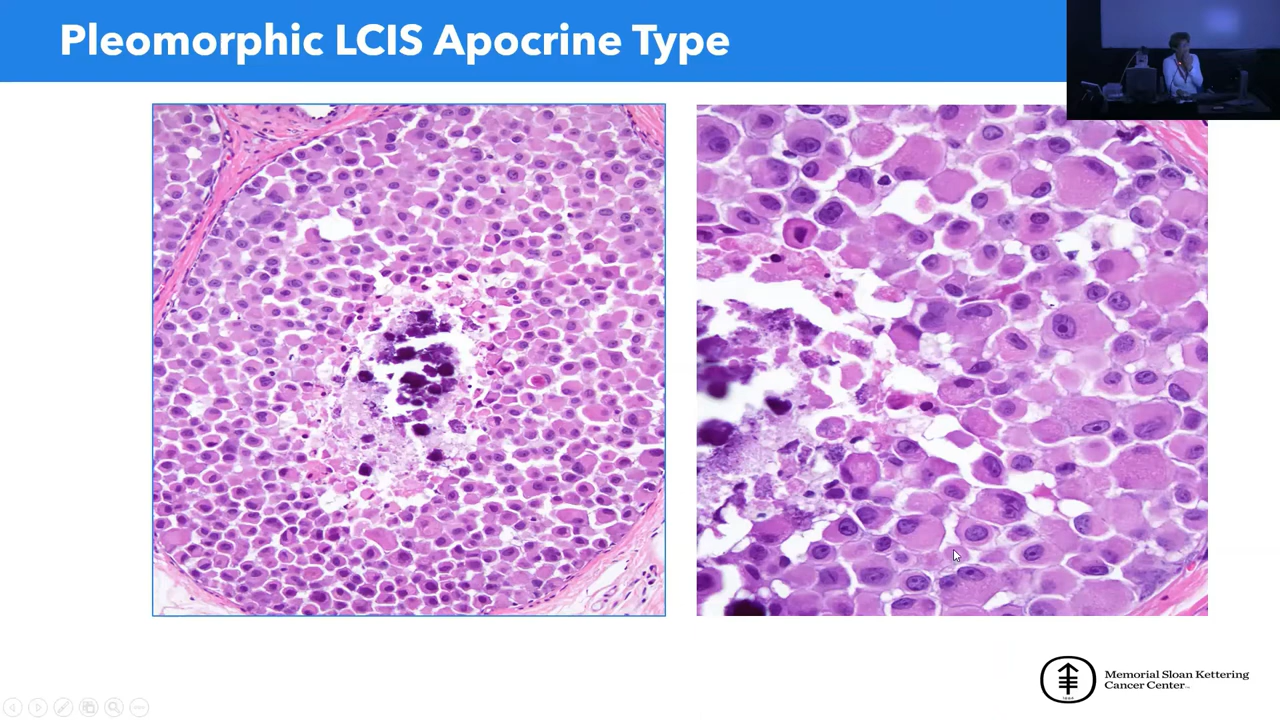 Pleomorphic LCIS Apocrine Type
Memorial Sloan Kettering
Cancer Center